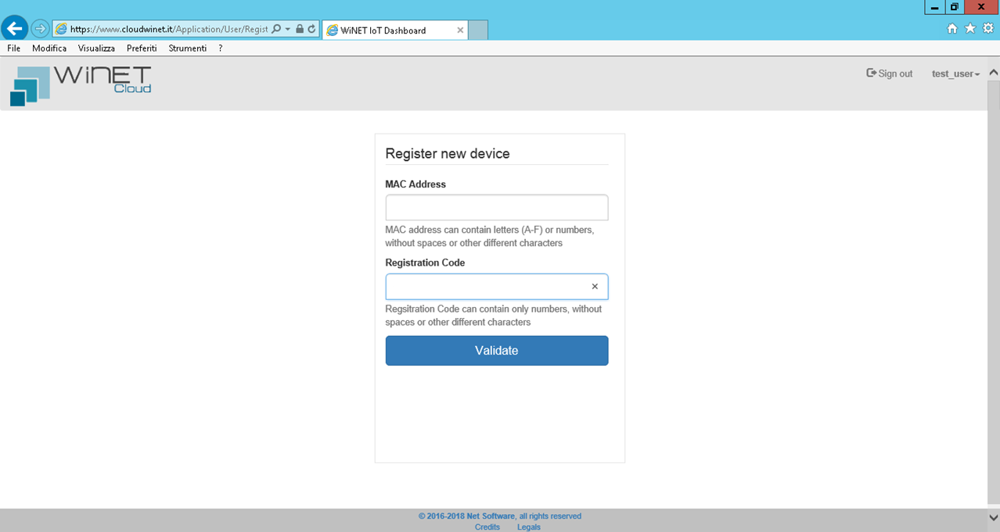 https://www.cloudwinet.it/Application/User/Regist
WiNET IoT Dashboard
File Modifica Visualizza Preferiti Strumenti ?
WiNET
Cloud
Sign out test_user
Register new device
MAC Address
MAC address can contain letters (A-F) or numbers,
without spaces or other different characters
Registration Code
Regsitration Code can contain only numbers, without
spaces or other different characters
Validate
© 2016-2018 Net Software, all rights reserved
Credits Legals